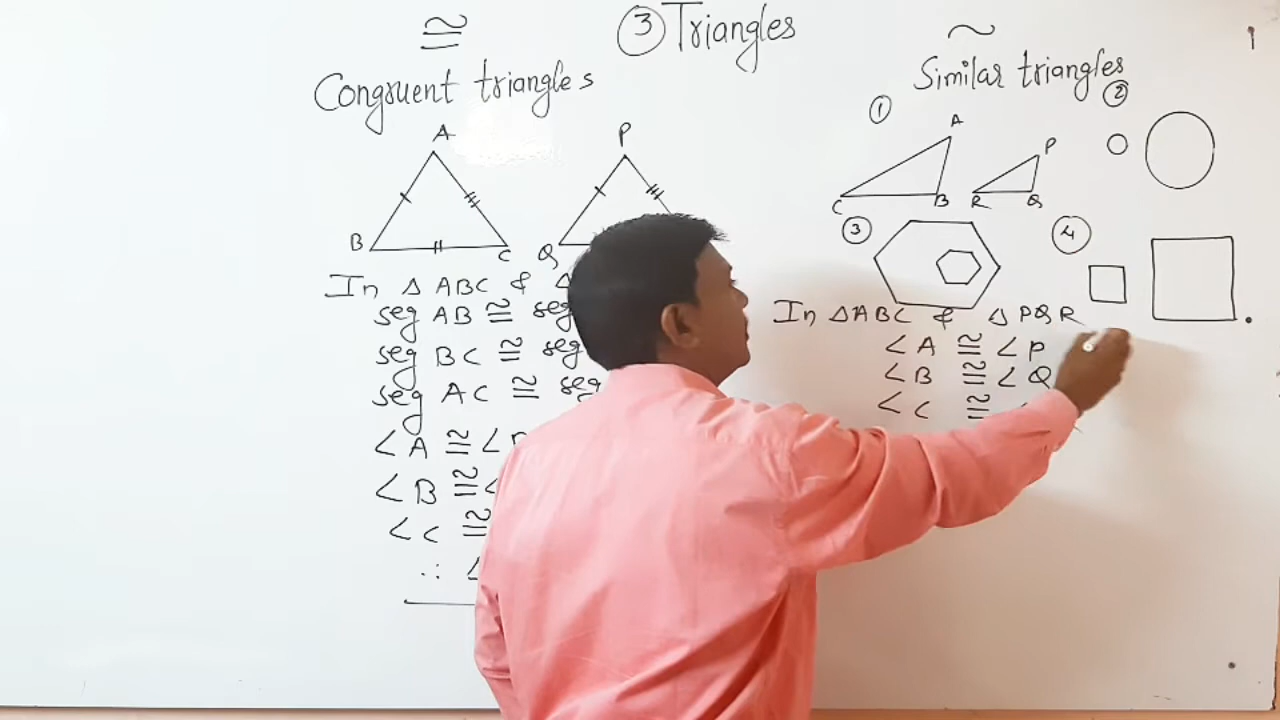 ③ Triangles
≅
Congruent triangles
A
P
B
C
Q
In △ ABC &
seg AB ≅ seg
seg BC ≅ seg
seg AC ≅ seg
∠A ≅ ∠
∠B ≅
∠C ≅
∴
~
Similar triangles
①
②
A
P
C
B
R
Q
③
④
In △ABC & △ PQR
∠A ≅ ∠P
∠B ≅ ∠Q
∠C ≅